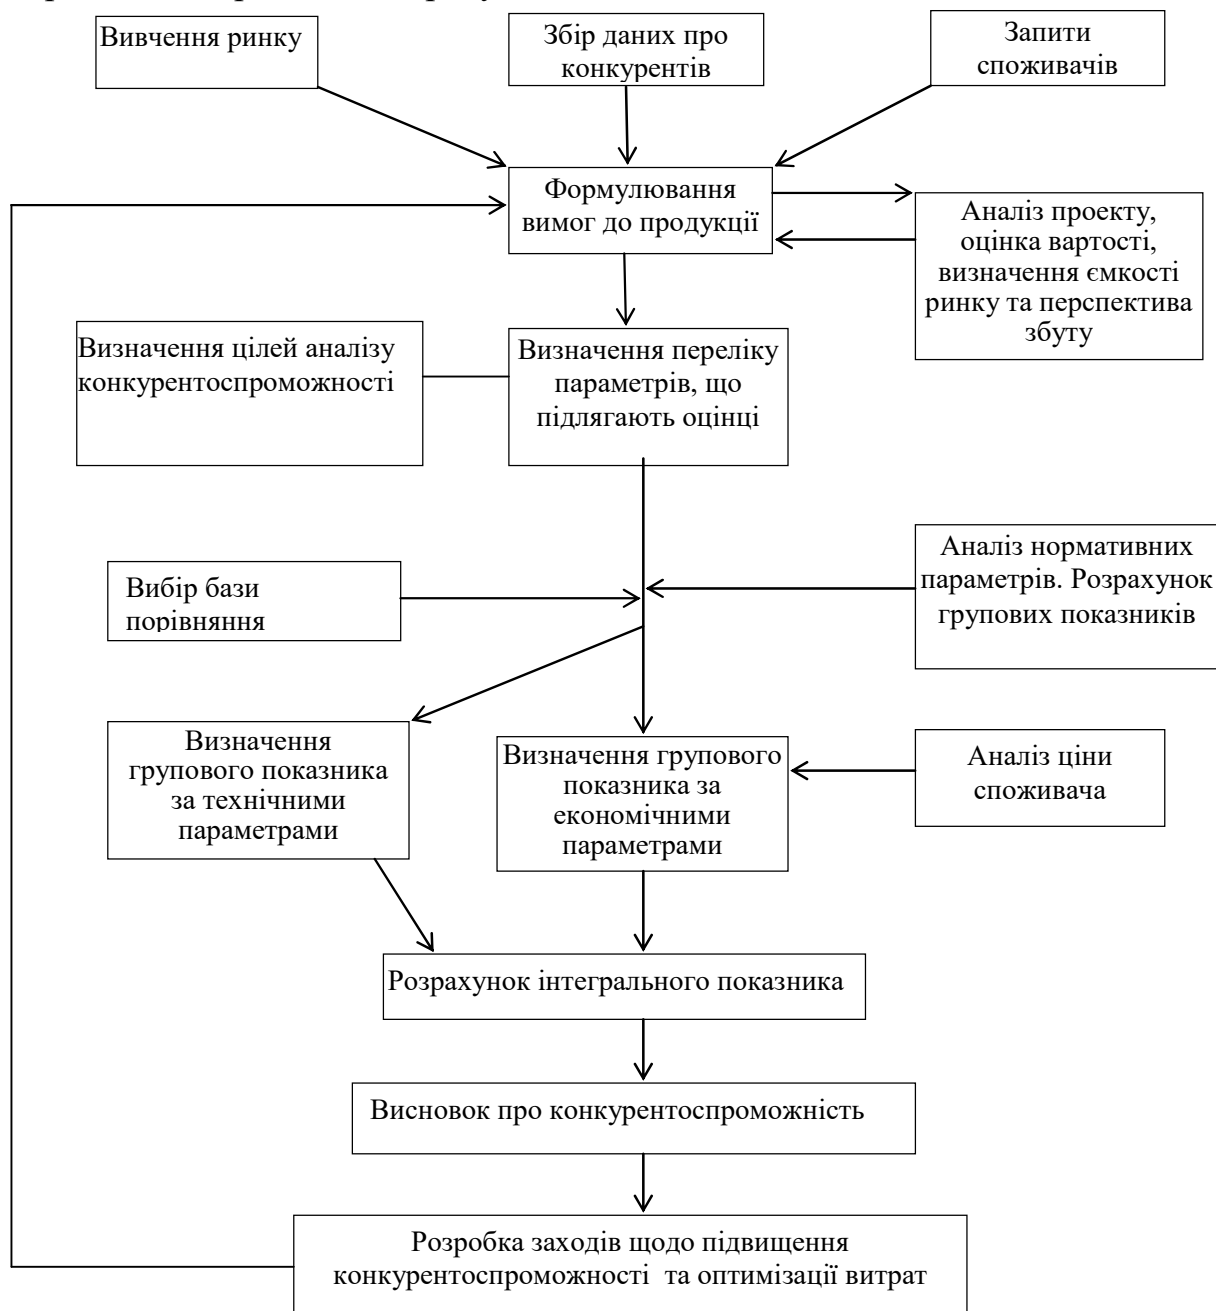 Вивчення ринку
Збір даних про
конкурентів
Запити
споживачів
Формулювання
вимог до продукції
Аналіз проекту,
оцінка вартості,
визначення ємкості
ринку та перспектива
збуту
Визначення цілей аналізу
конкурентоспроможності
Визначення переліку
параметрів, що
підлягають оцінці
Вибір бази
порівняння
Аналіз нормативних
параметрів. Розрахунок
групових показників
Визначення
групового показника
за технічними
параметрами
Визначення групового
показника за
економічними
параметрами
Аналіз ціни
споживача
Розрахунок інтегрального показника
Висновок про конкурентоспроможність
Розробка заходів щодо підвищення
конкурентоспроможності та оптимізації витрат